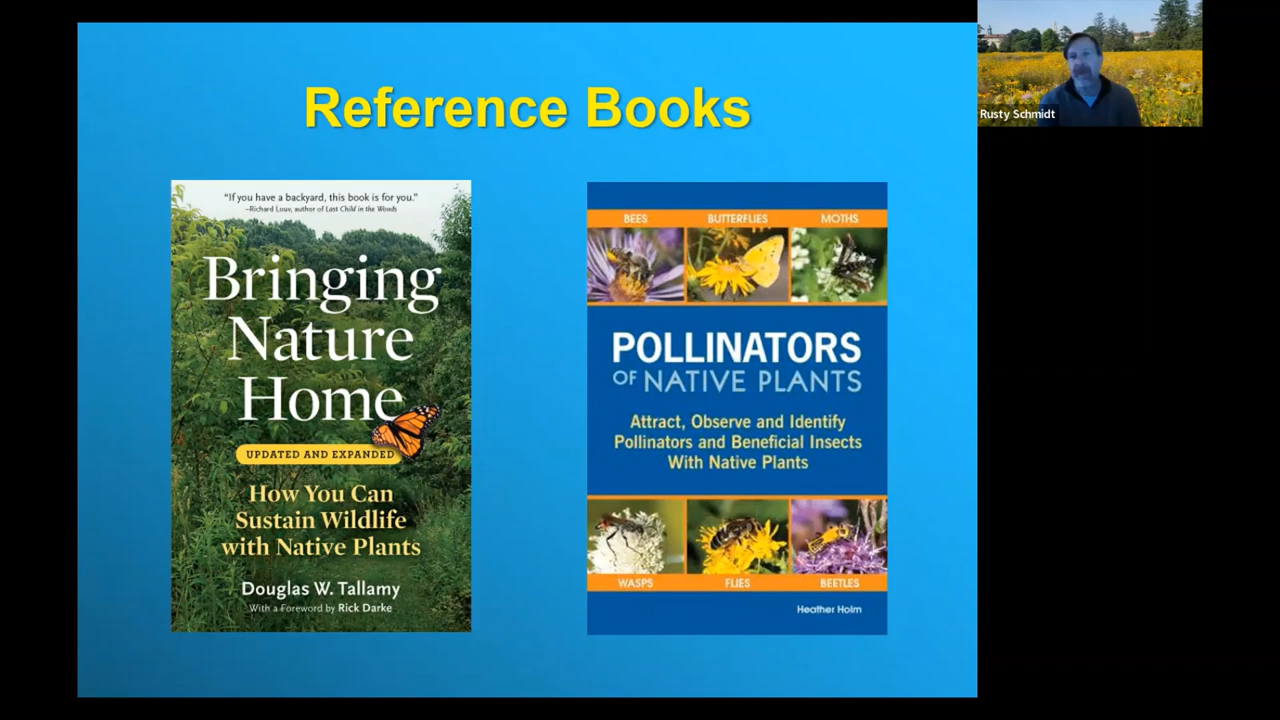 Reference Books
"If you have a backyard, this book is for you."
–Richard Louv, author of Last Child in the Woods
Bringing
Nature
Home
UPDATED AND EXPANDED
How You Can
Sustain Wildlife
with Native Plants
Douglas W. Tallamy
With a Foreword by Rick Darke
BEES BUTTERFLIES MOTHS
POLLINATORS
OF NATIVE PLANTS
Attract, Observe and Identify
Pollinators and Beneficial Insects
With Native Plants
WASPS FLIES BEETLES
Heather Holm
Rusty Schmidt